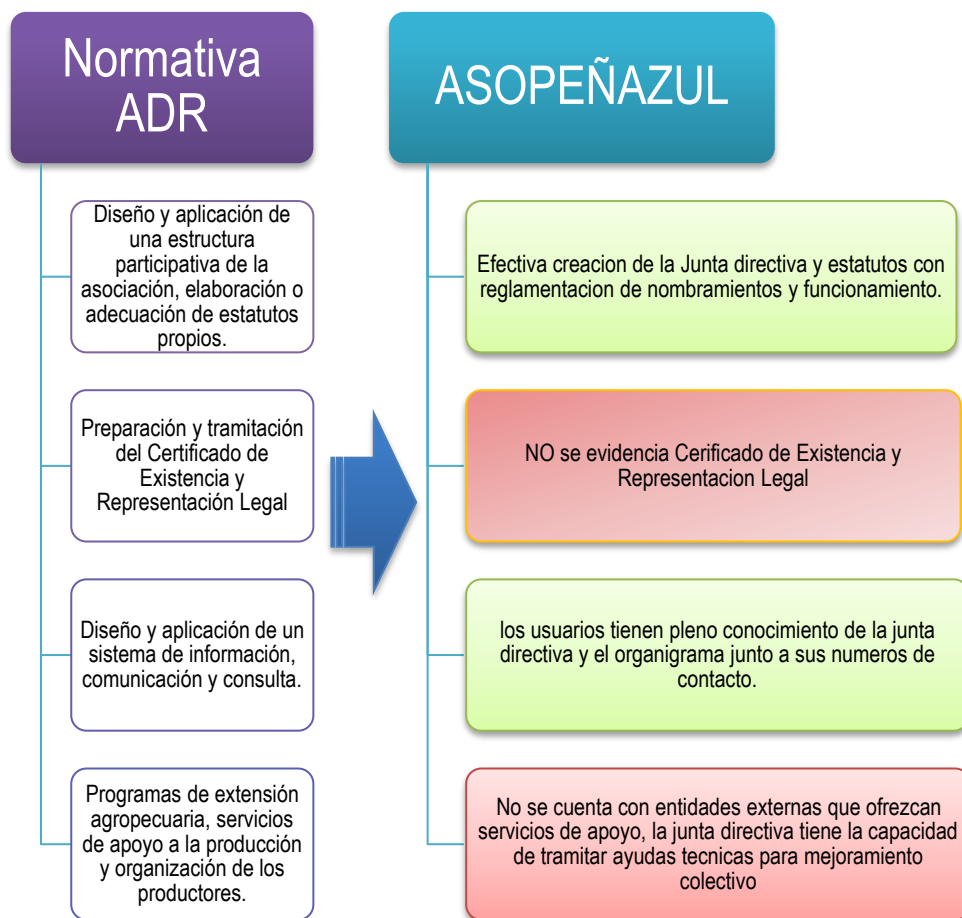 Normativa
ADR
Diseño y aplicación de
una estructura
participativa de la
asociación, elaboración o
adecuación de estatutos
propios.
Preparación y tramitación
del Certificado de
Existencia y
Representación Legal
Diseño y aplicación de un
sistema de información,
comunicación y consulta.
Programas de extensión
agropecuaria, servicios
de apoyo a la producción
y organización de los
productores.
ASOPEÑAZUL
Efectiva creacion de la Junta directiva y estatutos con
reglamentacion de nombramientos y funcionamiento.
NO se evidencia Cerificado de Existencia y
Representacion Legal
los usuarios tienen pleno conocimiento de la junta
directiva y el organigrama junto a sus numeros de
contacto.
No se cuenta con entidades externas que ofrezcan
servicios de apoyo, la junta directiva tiene la capacidad
de tramitar ayudas tecnicas para mejoramiento
colectivo